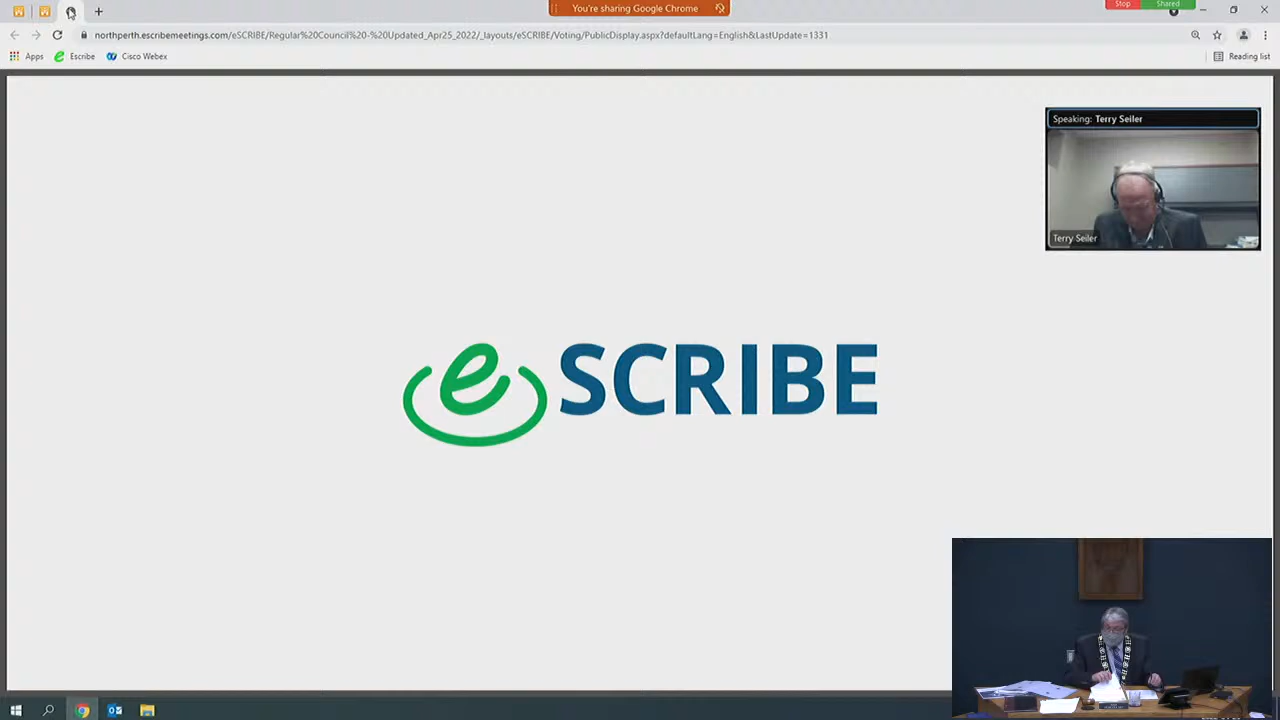 You're sharing Google Chrome
Stop
Shared
northperth.escribemeetings.com/eSCRIBE/Regular%20Council%20-%20Updated_Apr25_2022/_layouts/eSCRIBE/Voting/PublicDisplay.aspx?defaultLang=English&LastUpdate=1331
Apps
Escribe
Cisco Webex
Reading list
Speaking: Terry Seiler
Terry Seiler
eSCRIBE